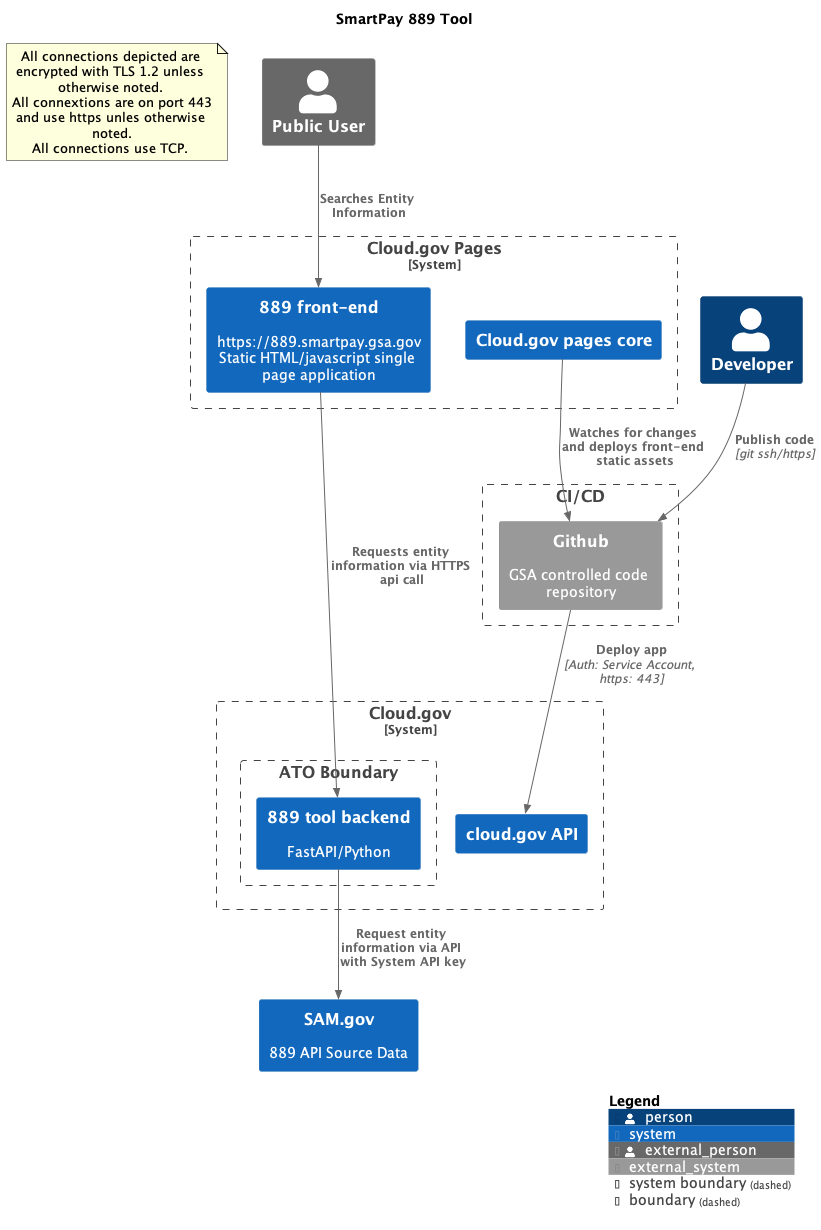 SmartPay 889 Tool
All connections depicted are
encrypted with TLS 1.2 unless
otherwise noted.
All connextions are on port 443
and use https unles otherwise
noted.
All connections use TCP.
Public User
Searches Entity
Information
Cloud.gov Pages
[System]
889 front-end
https://889.smartpay.gsa.gov
Static HTML/javascript single
page application
Cloud.gov pages core
Developer
Watches for changes
and deploys front-end
static assets
Publish code
[git ssh/https]
CI/CD
Github
GSA controlled code
repository
Requests entity
information via HTTPS
api call
Deploy app
[Auth: Service Account,
https: 443]
Cloud.gov
[System]
ATO Boundary
889 tool backend
FastAPI/Python
cloud.gov API
Request entity
information via API
with System API key
SAM.gov
889 API Source Data
Legend
person
system
external_person
external_system
system boundary (dashed)
boundary (dashed)